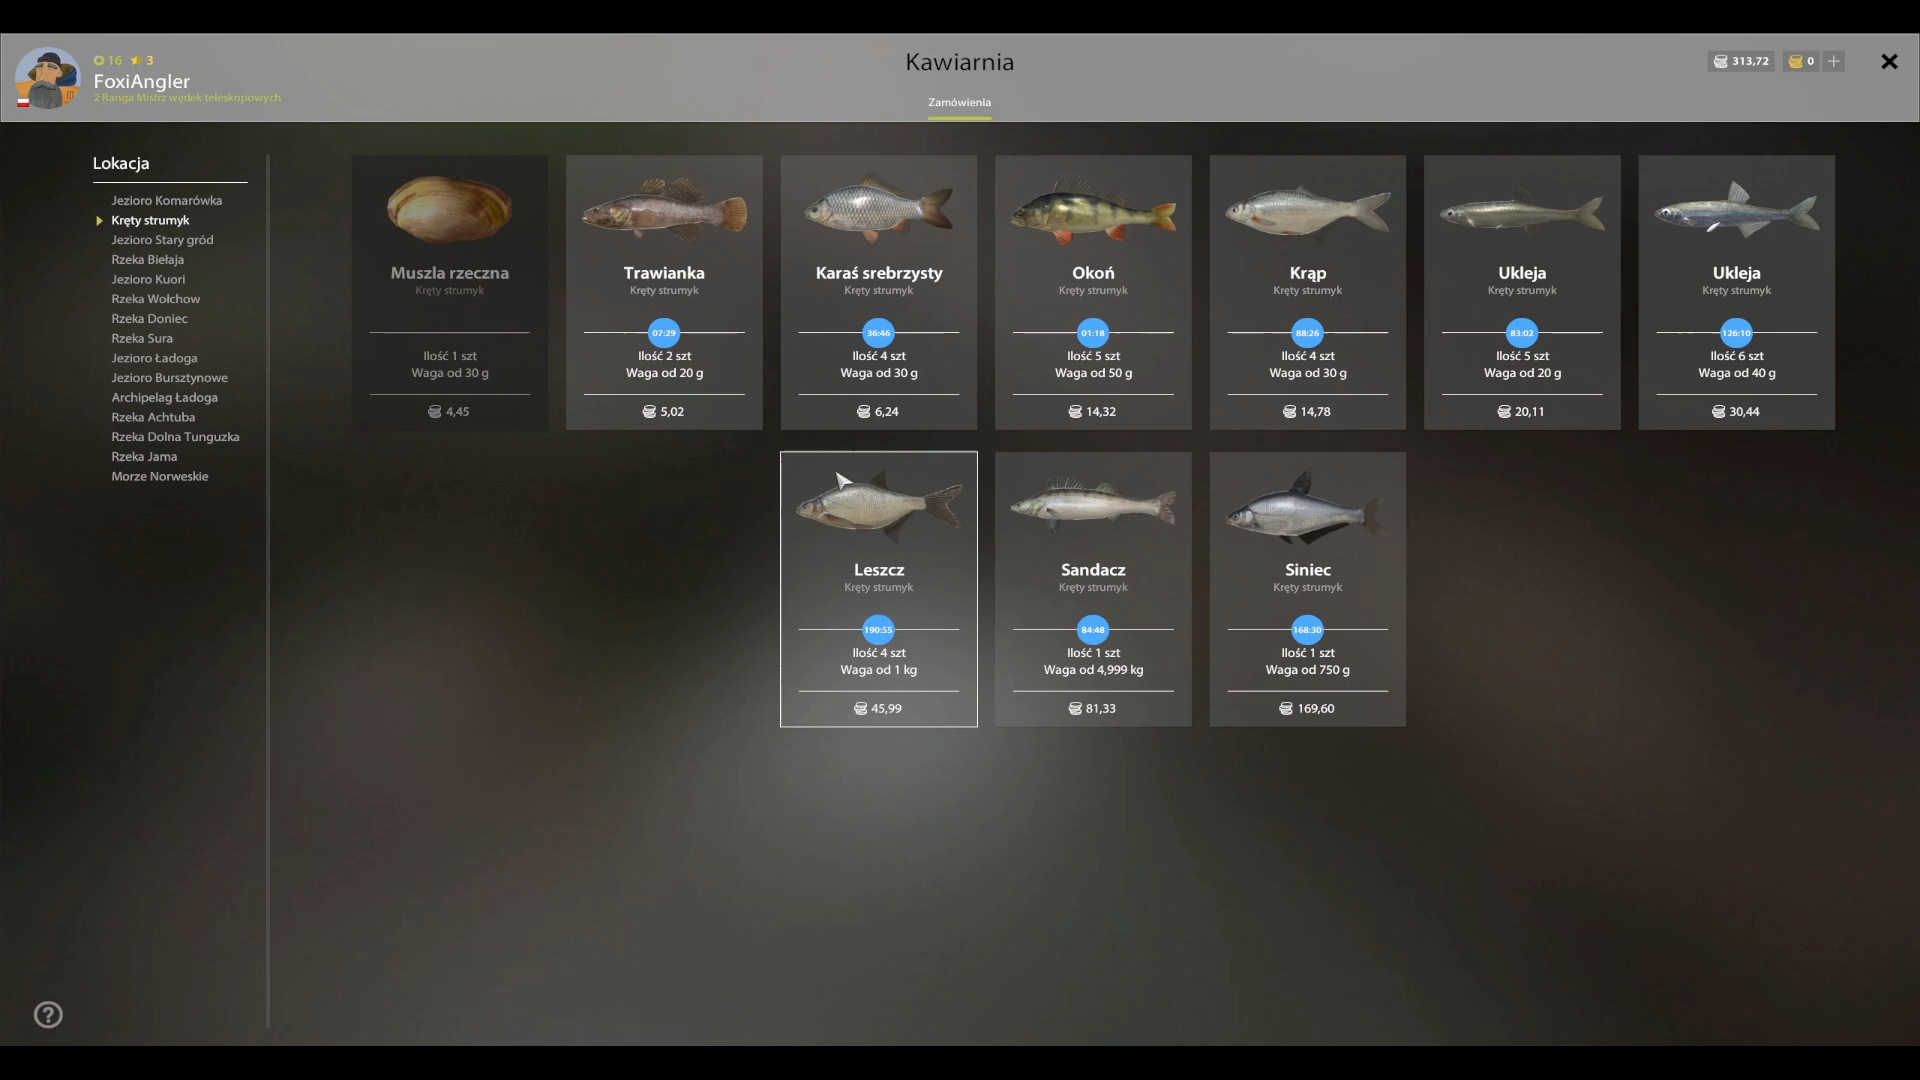 16 3
FoxiAngler
2 Ranga Mistrz wędek teleskopowych
Kawiarnia
Zamówienia
313,72
0
Lokacja
Jezioro Komarówka
Kręty strumyk
Jezioro Stary gród
Rzeka Biełaja
Jezioro Kuori
Rzeka Wołchow
Rzeka Doniec
Rzeka Sura
Jezioro Ładoga
Jezioro Bursztynowe
Archipelag Ładoga
Rzeka Achtuba
Rzeka Dolna Tunguzka
Rzeka Jama
Morze Norweskie
Muszla rzeczna
Kręty strumyk
Ilość 1 szt
Waga od 30 g
4,45
Trawianka
Kręty strumyk
07:29
Ilość 2 szt
Waga od 20 g
5,02
Karaś srebrzysty
Kręty strumyk
36:46
Ilość 4 szt
Waga od 30 g
6,24
Okoń
Kręty strumyk
01:18
Ilość 5 szt
Waga od 50 g
14,32
Krąp
Kręty strumyk
88:26
Ilość 4 szt
Waga od 30 g
14,78
Ukleja
Kręty strumyk
83:02
Ilość 5 szt
Waga od 20 g
20,11
Ukleja
Kręty strumyk
126:10
Ilość 6 szt
Waga od 40 g
30,44
Leszcz
Kręty strumyk
190:55
Ilość 4 szt
Waga od 1 kg
45,99
Sandacz
Kręty strumyk
84:48
Ilość 1 szt
Waga od 4,999 kg
81,33
Siniec
Kręty strumyk
168:30
Ilość 1 szt
Waga od 750 g
169,60
?